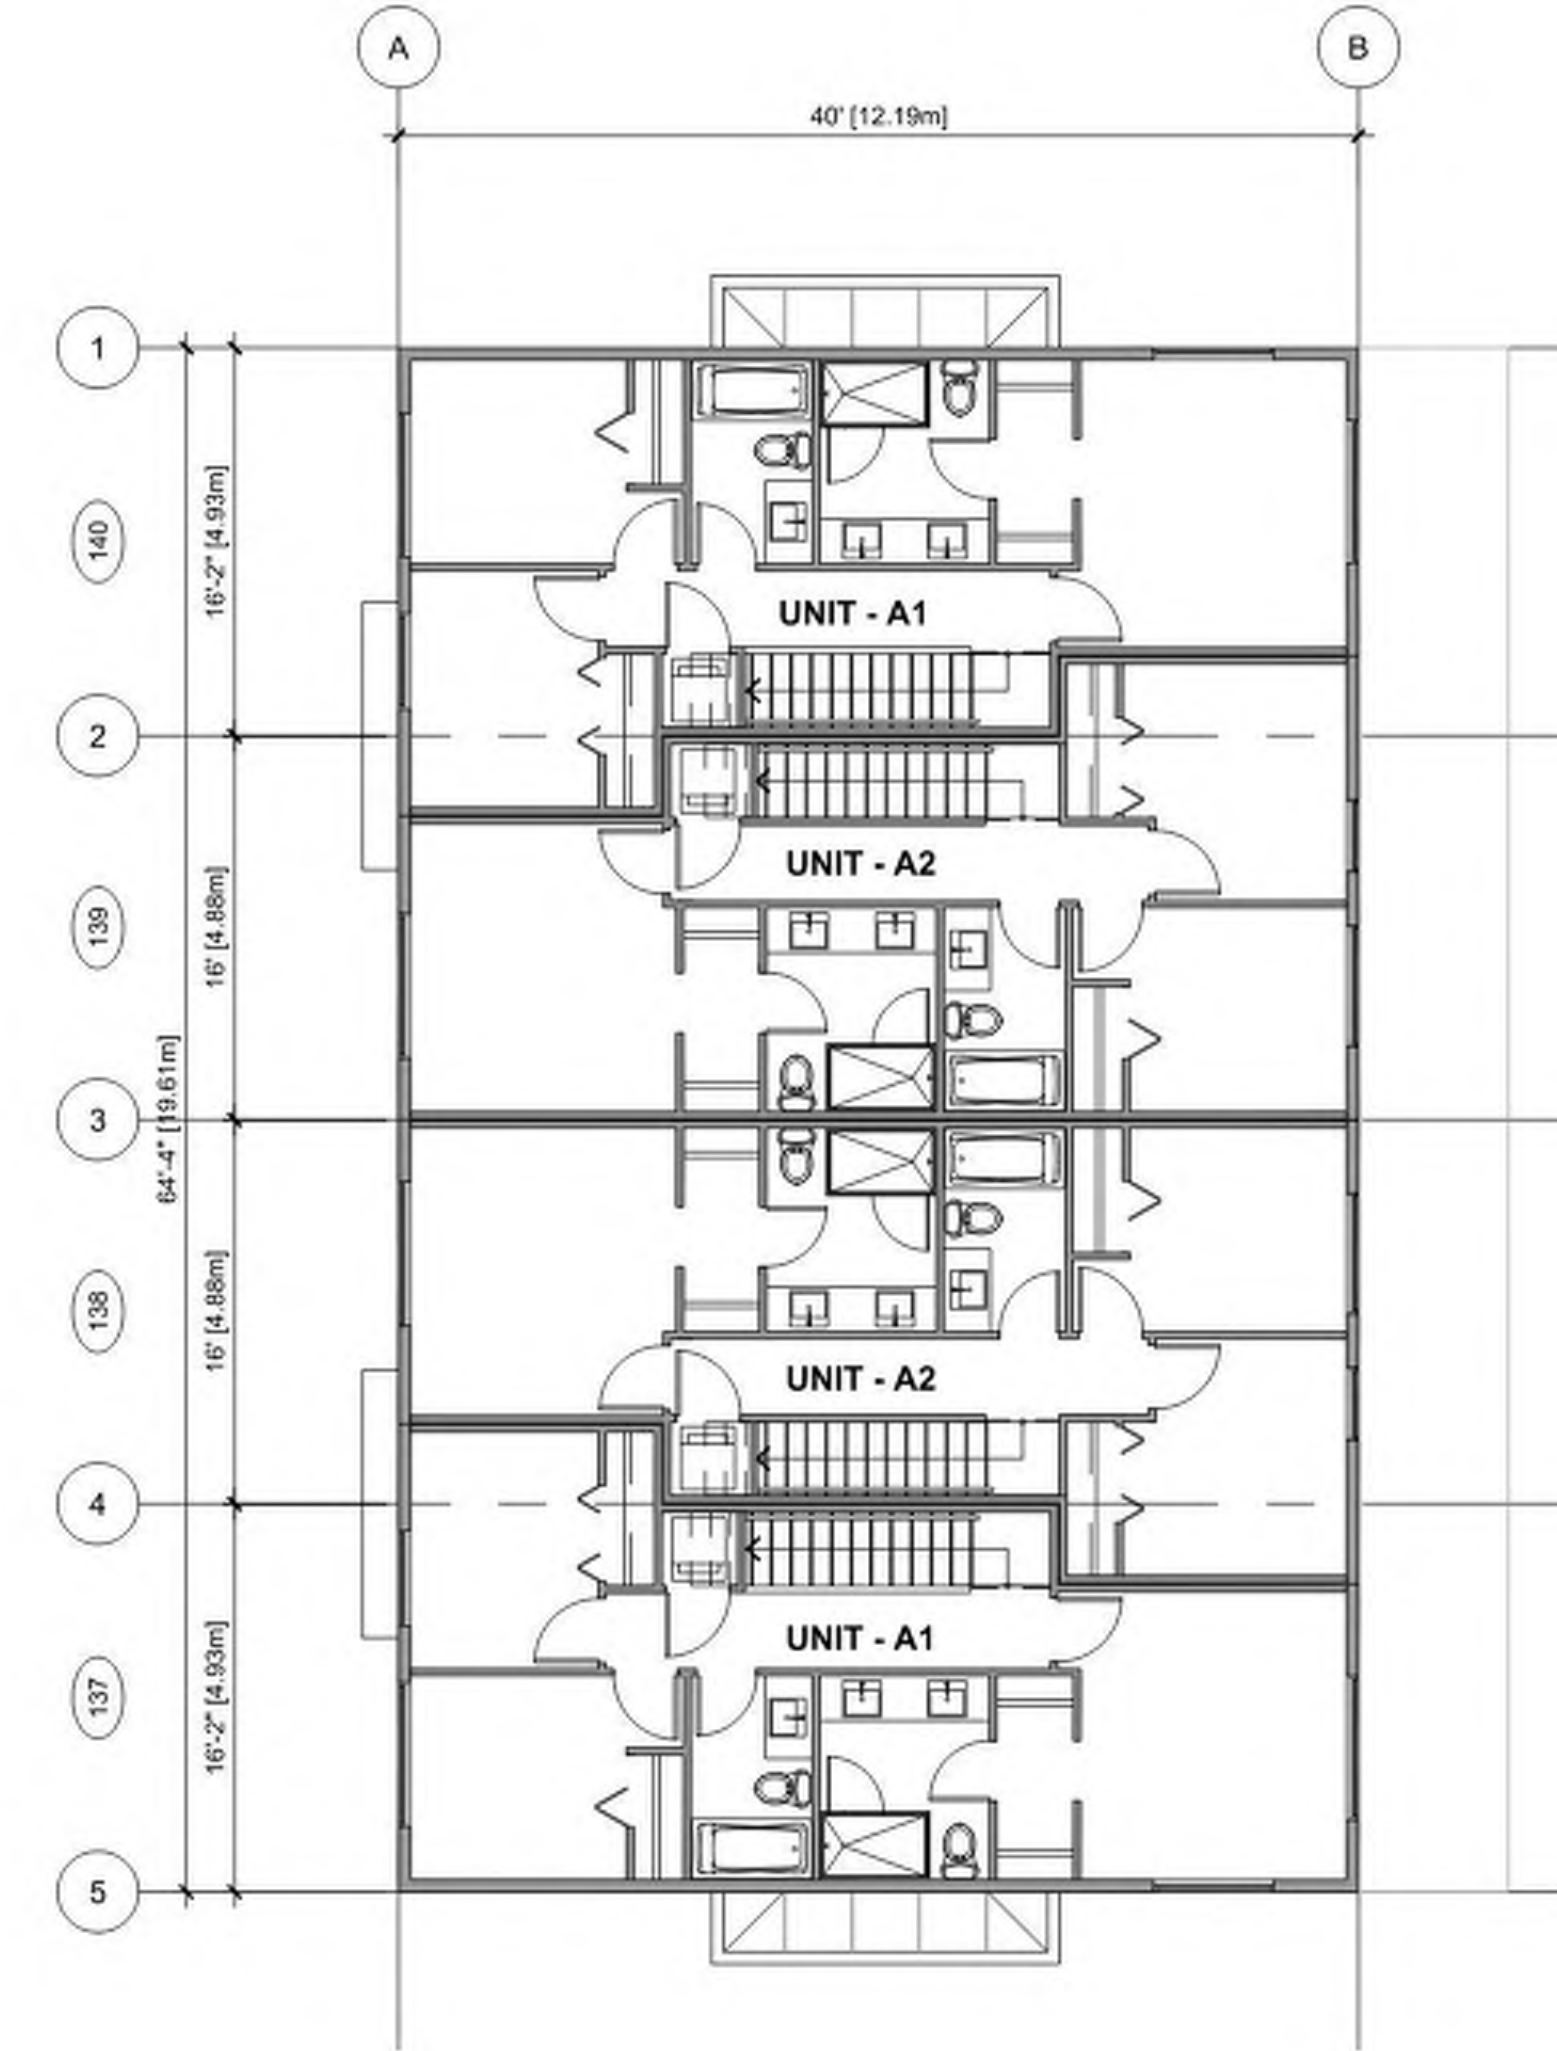 A
B
40' [12.19m]
1
140
16'-2" [4.93m]
UNIT - A1
2
139
16' [4.88m]
UNIT - A2
3
64'-4" [19.61m]
138
16' [4.88m]
UNIT - A2
4
137
16'-2" [4.93m]
UNIT - A1
5